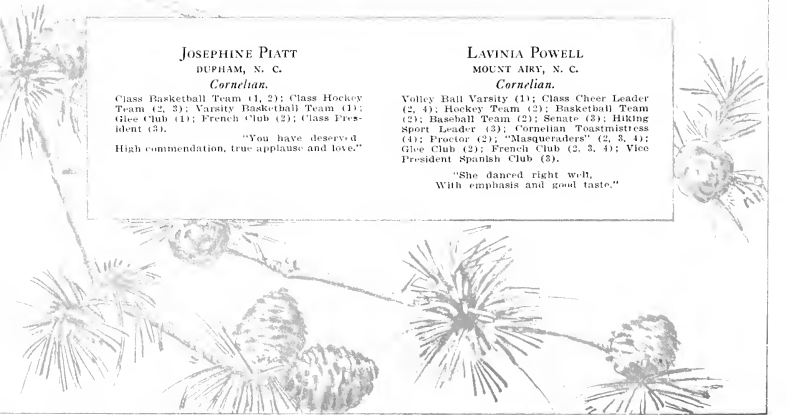 JOSEPHINE PIATT
DURHAM, N. C.
Cornelian.
Class Basketball Team (1, 2); Class Hockey
Team (2, 3); Varsity Basketball Team (1);
Glee Club (1); French Club (2); Class Pres-
ident (3).
"You have deserved
High commendation, true applause and love."
LAVINIA POWELL
MOUNT AIRY, N. C.
Cornelian.
Volley Ball Varsity (1); Class Cheer Leader
(2, 4); Hockey Team (2); Basketball Team
(2); Baseball Team (2); Senate (3); Hiking
Sport Leader (3); Cornelian Toastmistress
(4); Proctor (2); "Masqueraders" (2, 3, 4);
Glee Club (2); French Club (2, 3, 4); Vice
President Spanish Club (3).
"She danced right well,
With emphasis and good taste."